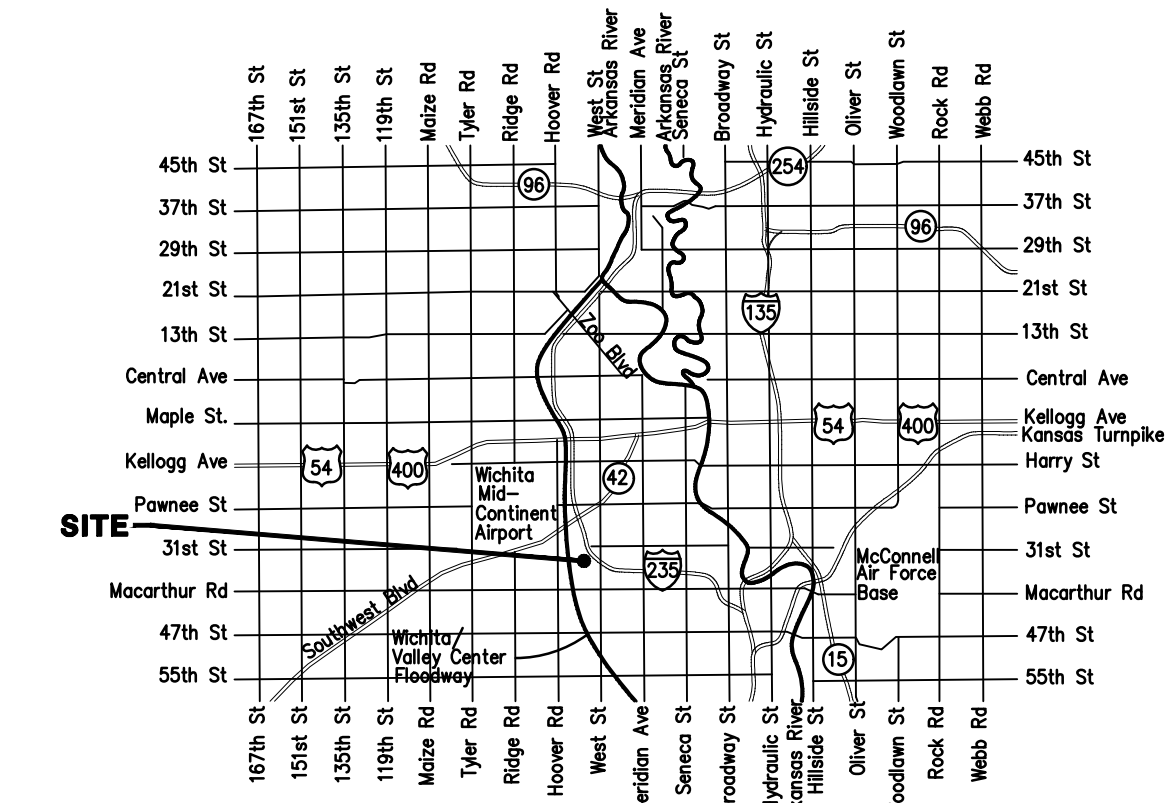 167th St
151st St
135th St
119th St
Maize Rd
Tyler Rd
Ridge Rd
Hoover Rd
West St
Arkansas River
Meridian Ave
Arkansas River
Seneca St
Broadway St
Hydraulic St
Hillside St
Oliver St
Woodlawn St
Rock Rd
Webb Rd
45th St
37th St
29th St
21st St
13th St
Central Ave
Maple St.
Kellogg Ave
Pawnee St
SITE
31st St
Macarthur Rd
47th St
55th St
96
254
96
135
Zoo Blvd
54
400
54
400
42
Wichita
Mid-
Continent
Airport
235
McConnell
Air Force
Base
Southwest Blvd
Wichita/
Valley Center
Floodway
15
45th St
37th St
29th St
21st St
13th St
Central Ave
Kellogg Ave
Kansas Turnpike
Harry St
Pawnee St
31st St
Macarthur Rd
47th St
55th St
167th St
151st St
135th St
119th St
Maize Rd
Tyler Rd
Ridge Rd
Hoover Rd
West St
eridian Ave
Seneca St
roadway St
ydraulic St
kansas River
Hillside St
Oliver St
oodlawn St
Rock Rd
Webb Rd